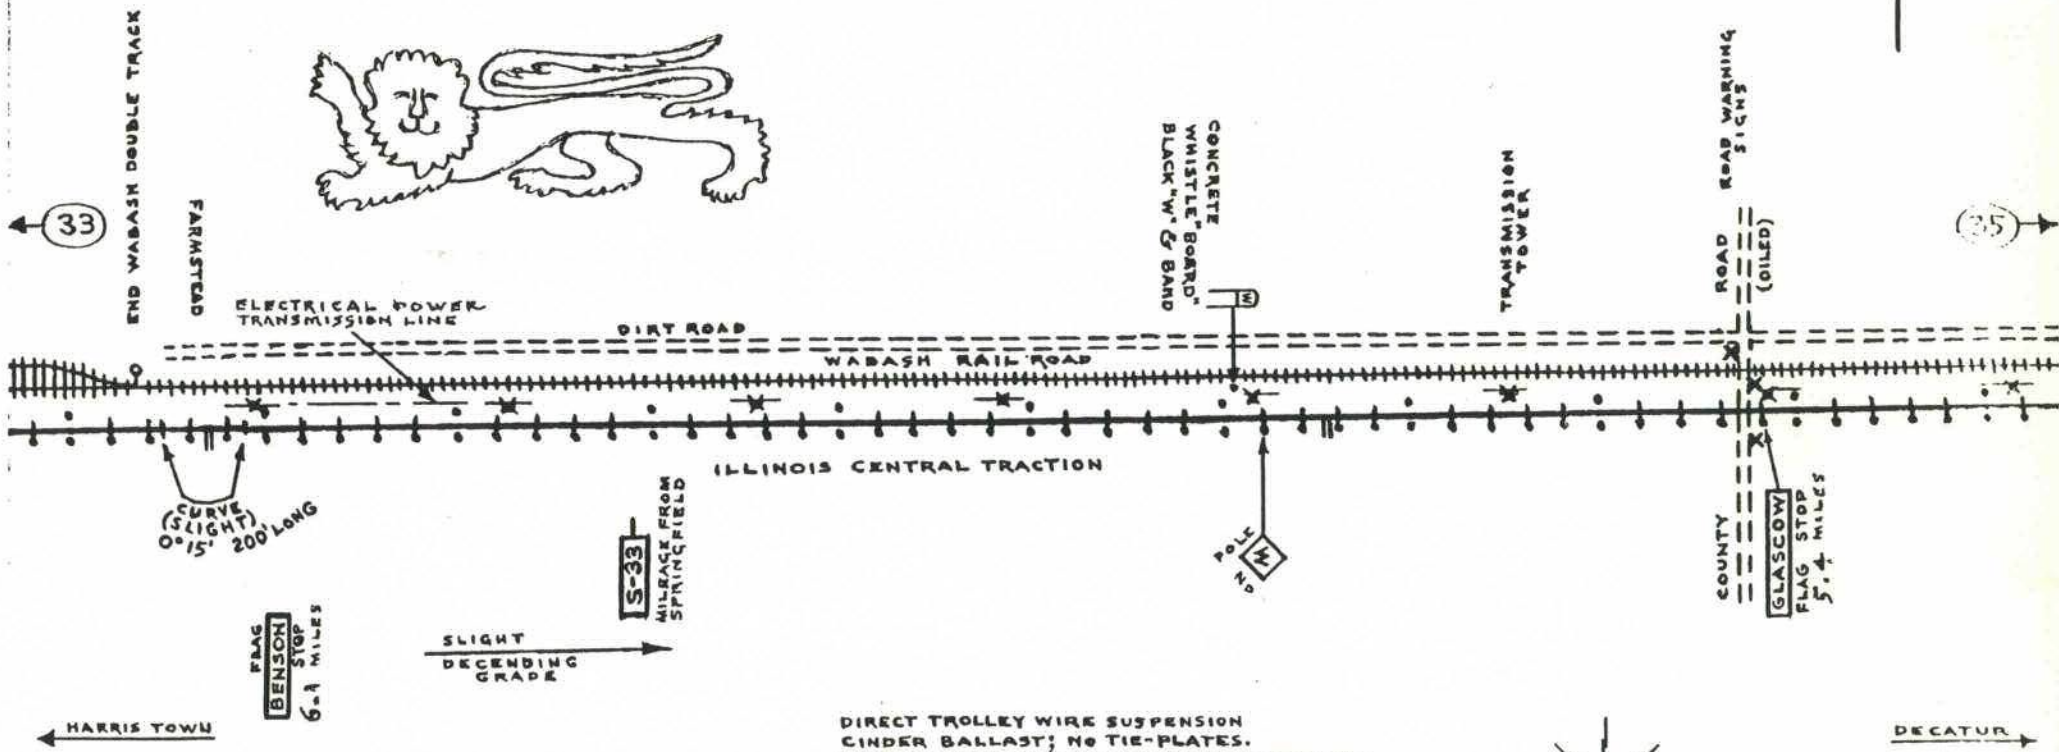 END WABASH DOUBLE TRACK
FARMSTEAD
33
CONCRETE
WHISTLE "BOARD"
BLACK "W" & BAND
W
TRANSMISSION
TOWER
ROAD WARNING
SIGHS
ROAD
(OILED)
35
ELECTRICAL POWER
TRANSMISSION LINE
DIRT ROAD
WABASH RAIL ROAD
ILLINOIS CENTRAL TRACTION
CURVE
(SLIGHT)
0°15' 200' LONG
S-33
MILEAGE FROM
SPRINGFIELD
POLE
W
COUNTY
GLASCOW
FLAG STOP
5.4 MILES
FLAG
BENSON
STOP
MILES
SLIGHT
DECENDING
GRADE
HARRIS TOWN
DIRECT TROLLEY WIRE SUSPENSION
CINDER BALLAST; NO TIE-PLATES.
DECATUR